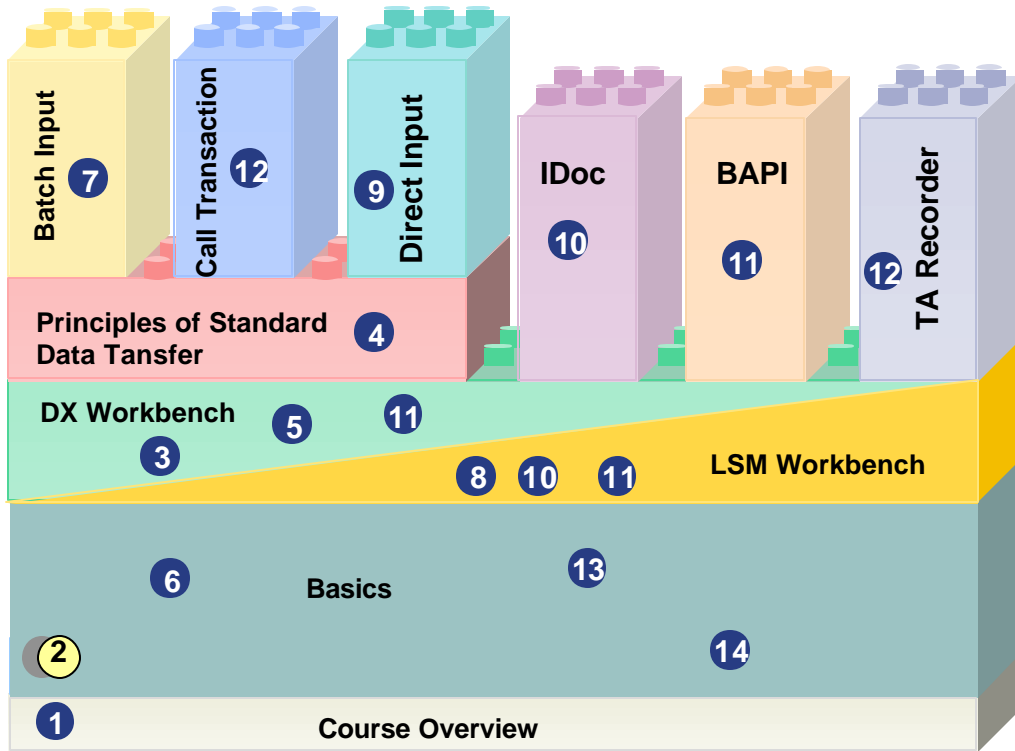 Batch Input
7
Call Transaction
12
Direct Input
9
IDoc
10
BAPI
11
TA Recorder
12
Principles of Standard
Data Tansfer
4
DX Workbench
3
5
11
LSM Workbench
8
10
11
Basics
6
13
2
14
1
Course Overview